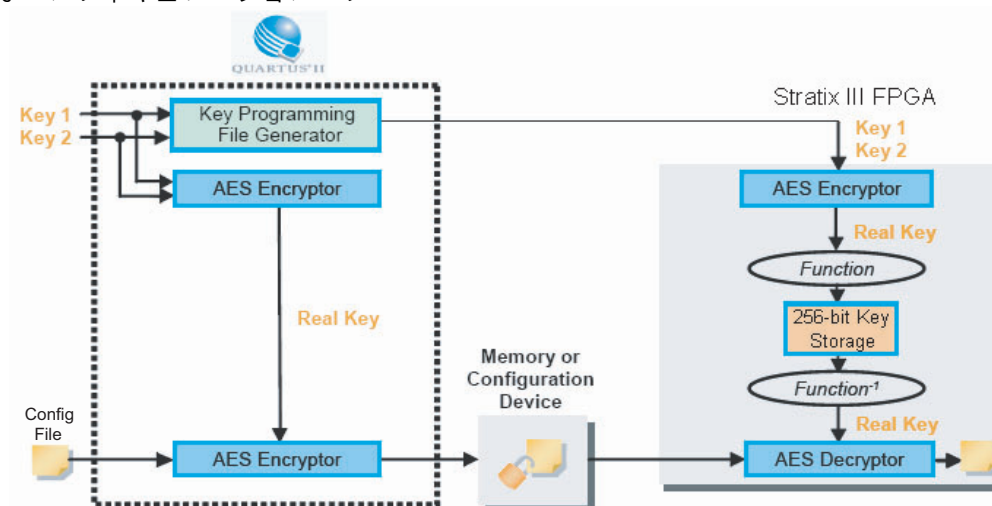 QUARTUS II
Stratix III FPGA
Key 1
Key 2
Key Programming
File Generator
Key 1
Key 2
AES Encryptor
AES Encryptor
Real Key
Function
Real Key
256-bit Key
Storage
Memory or
Configuration
Device
Function-1
Config
File
Real Key
AES Encryptor
AES Decryptor